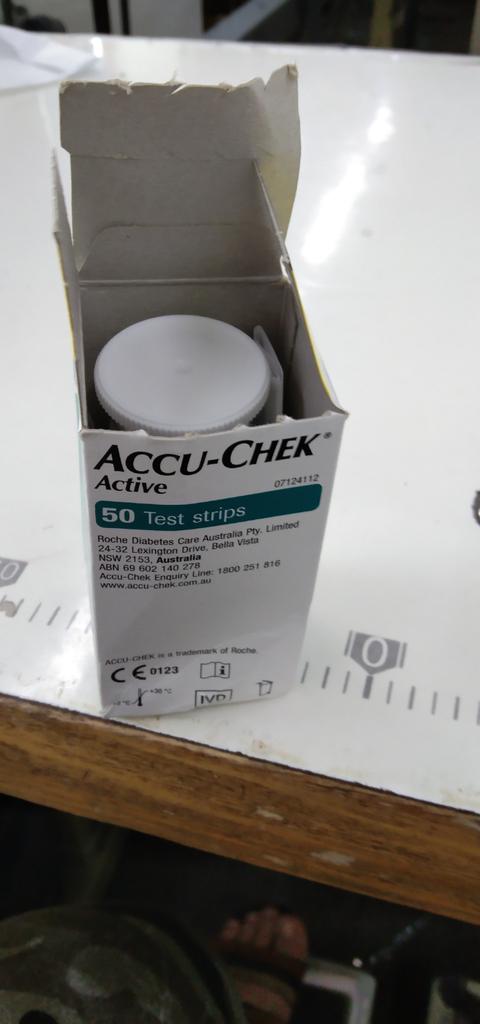 ACCU-CHEK®
Active
07124112
50 Test strips
Roche Diabetes Care Australia Pty. Limited
24-32 Lexington Drive, Bella Vista
NSW 2153, Australia
ABN 69 602 140 278
Accu-Chek Enquiry Line: 1800 251 816
www.accu-chek.com.au
ACCU-CHEK is a trademark of Roche.
CE 0123
+30 °C
IVD
0